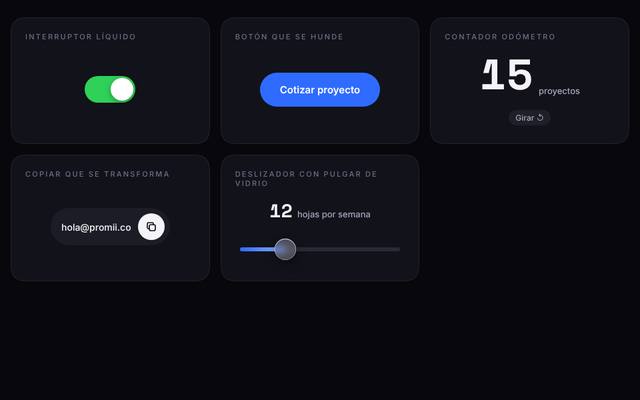 INTERRUPTOR LÍQUIDO
BOTÓN QUE SE HUNDE
Cotizar proyecto
CONTADOR ODÓMETRO
15 proyectos
Girar
COPIAR QUE SE TRANSFORMA
hola@promii.co
DESLIZADOR CON PULGAR DE
VIDRIO
12 hojas por semana